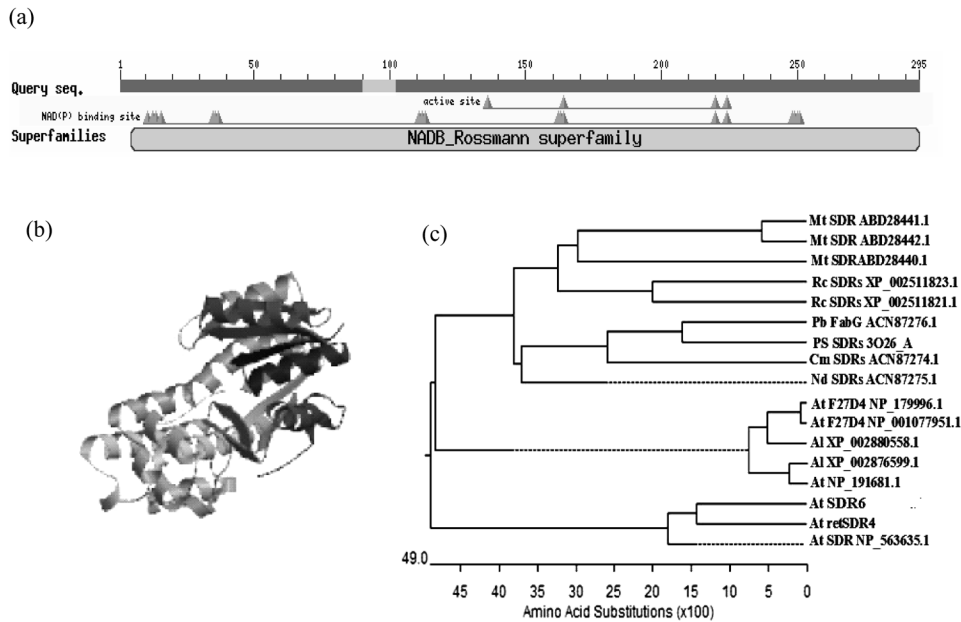 (a)
1 50 100 150 200 250 295
Query seq.
active site
NAD(P) binding site
Superfamilies
NADB_Rossmann superfamily
(b)
(c)
Mt SDR ABD28441.1
Mt SDR ABD28442.1
Mt SDRABD28440.1
Rc SDRs XP_002511823.1
Rc SDRs XP_002511821.1
Pb FabG ACN87276.1
PS SDRs 3O26_A
Cm SDRs ACN87274.1
Nd SDRs ACN87275.1
At F27D4 NP_179996.1
At F27D4 NP_001077951.1
Al XP_002880558.1
Al XP_002876599.1
At NP_191681.1
At SDR6
At retSDR4
At SDR NP_563635.1
49.0
45 40 35 30 25 20 15 10 5 0
Amino Acid Substitutions (x100)